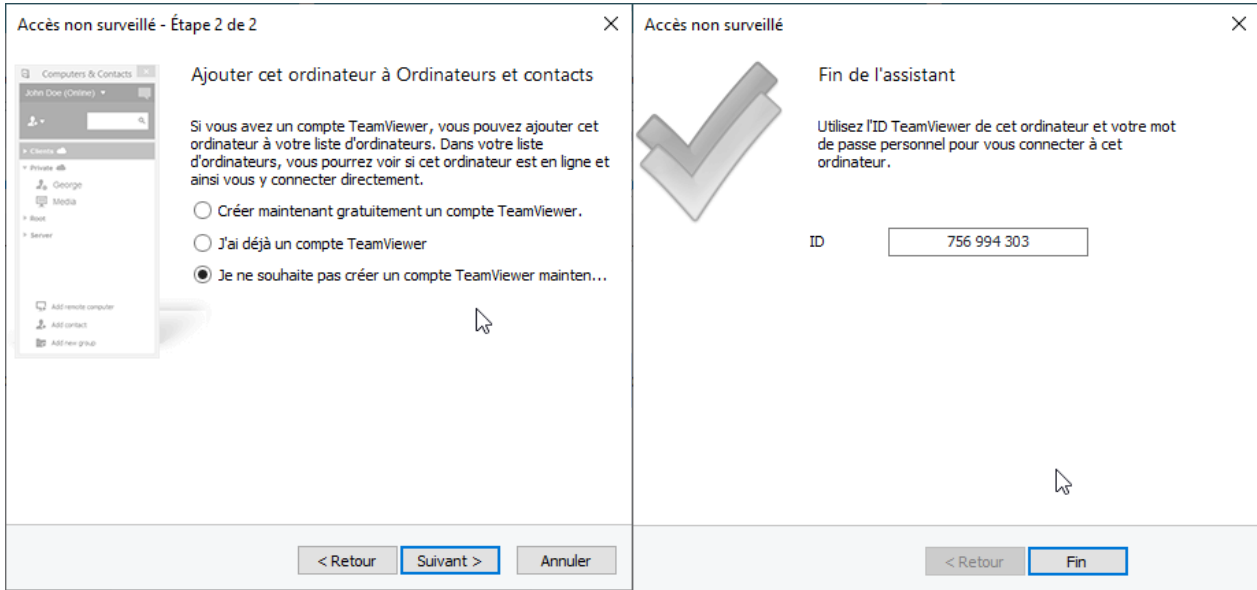 Accès non surveillé - Étape 2 de 2
Computers & Contacts
John Doe (Online)
Clients
Private
George
Media
Root
Server
Add remote computer
Add contact
Add new group
Ajouter cet ordinateur à Ordinateurs et contacts
Si vous avez un compte TeamViewer, vous pouvez ajouter cet
ordinateur à votre liste d'ordinateurs. Dans votre liste
d'ordinateurs, vous pourrez voir si cet ordinateur est en ligne et
ainsi vous y connecter directement.
Créer maintenant gratuitement un compte TeamViewer.
J'ai déjà un compte TeamViewer
Je ne souhaite pas créer un compte TeamViewer mainten...
< Retour
Suivant >
Annuler
Accès non surveillé
Fin de l'assistant
Utilisez l'ID TeamViewer de cet ordinateur et votre mot
de passe personnel pour vous connecter à cet
ordinateur.
ID
756 994 303
< Retour
Fin